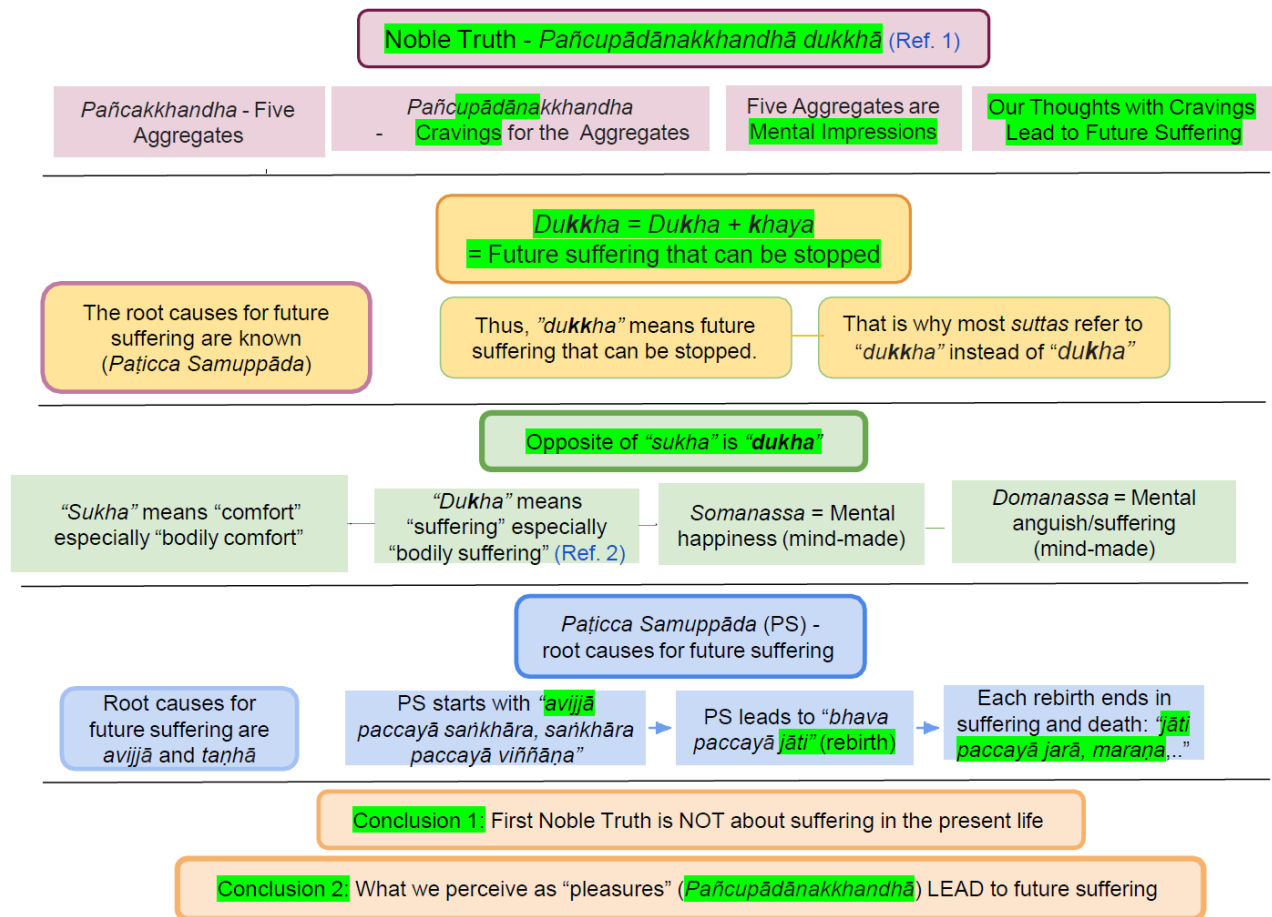 Noble Truth - Pañcupādānakkhandhā dukkhā (Ref. 1)
Pañcakkhandha - Five
Aggregates
Pañcupādānakkhandha
- Cravings for the Aggregates
Five Aggregates are
Mental Impressions
Our Thoughts with Cravings
Lead to Future Suffering
Dukkha = Dukha + khaya
= Future suffering that can be stopped
The root causes for future
suffering are known
(Paṭicca Samuppāda)
Thus, ”dukkha” means future
suffering that can be stopped.
That is why most suttas refer to
“dukkha” instead of “dukha”
Opposite of “sukha” is “dukha”
“Sukha” means “comfort”
especially “bodily comfort”
“Dukha” means
“suffering” especially
“bodily suffering” (Ref. 2)
Somanassa = Mental
happiness (mind-made)
Domanassa = Mental
anguish/suffering
(mind-made)
Paṭicca Samuppāda (PS) -
root causes for future suffering
Root causes for
future suffering are
avijjā and taṇhā
PS starts with “avijjā
paccayā saṅkhāra, saṅkhāra
paccayā viññāṇa”
PS leads to “bhava
paccayā jāti” (rebirth)
Each rebirth ends in
suffering and death: “jāti
paccayā jarā, maraṇa,..”
Conclusion 1: First Noble Truth is NOT about suffering in the present life
Conclusion 2: What we perceive as “pleasures” (Pañcupādānakkhandhā) LEAD to future suffering